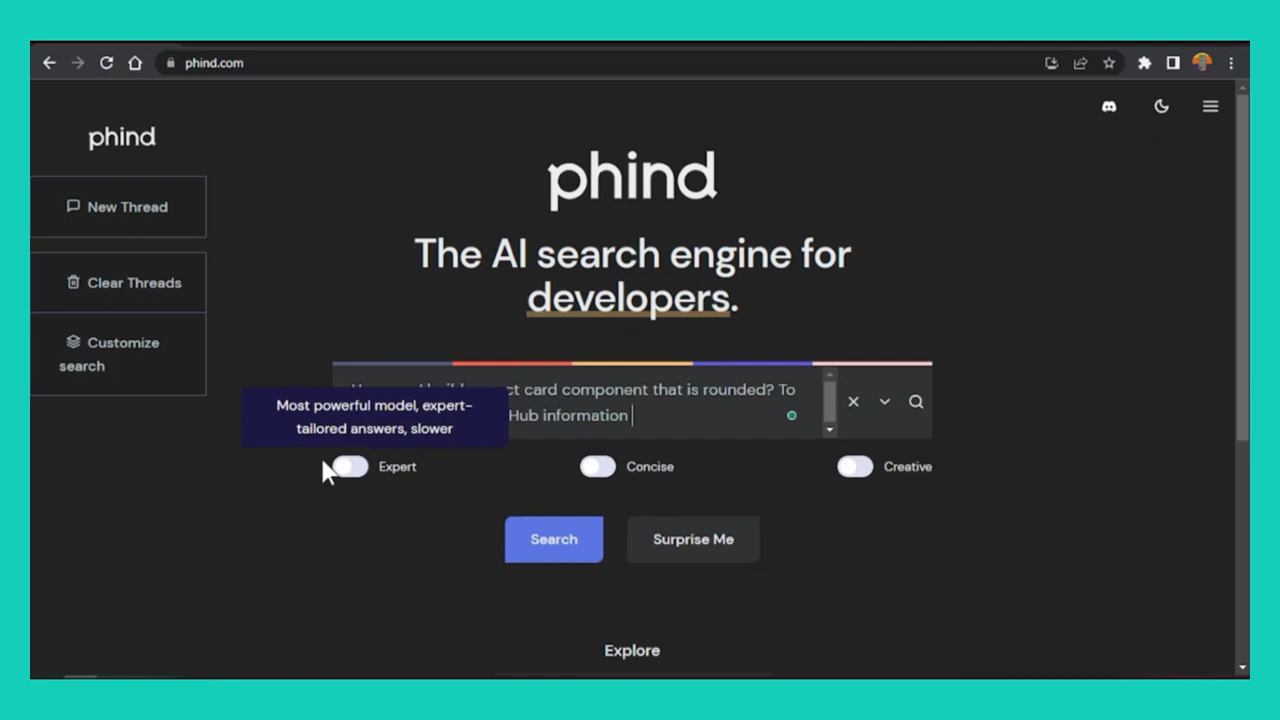 phind.com
phind
New Thread
Clear Threads
Customize
search
phind
The AI search engine for
developers.
card component that is rounded? To
Hub information
Most powerful model, expert-
tailored answers, slower
Expert
Concise
Creative
Search
Surprise Me
Explore